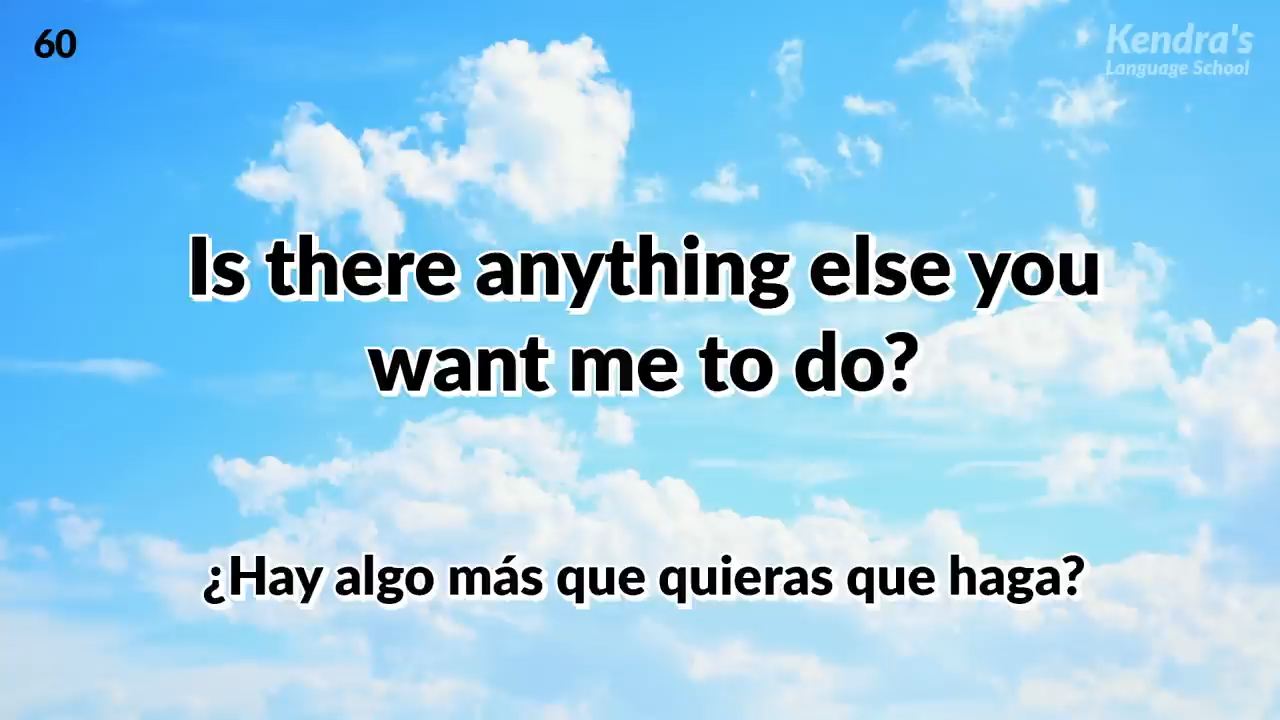 60
Kendra's
Language School
Is there anything else you
want me to do?
¿Hay algo más que quieras que haga?